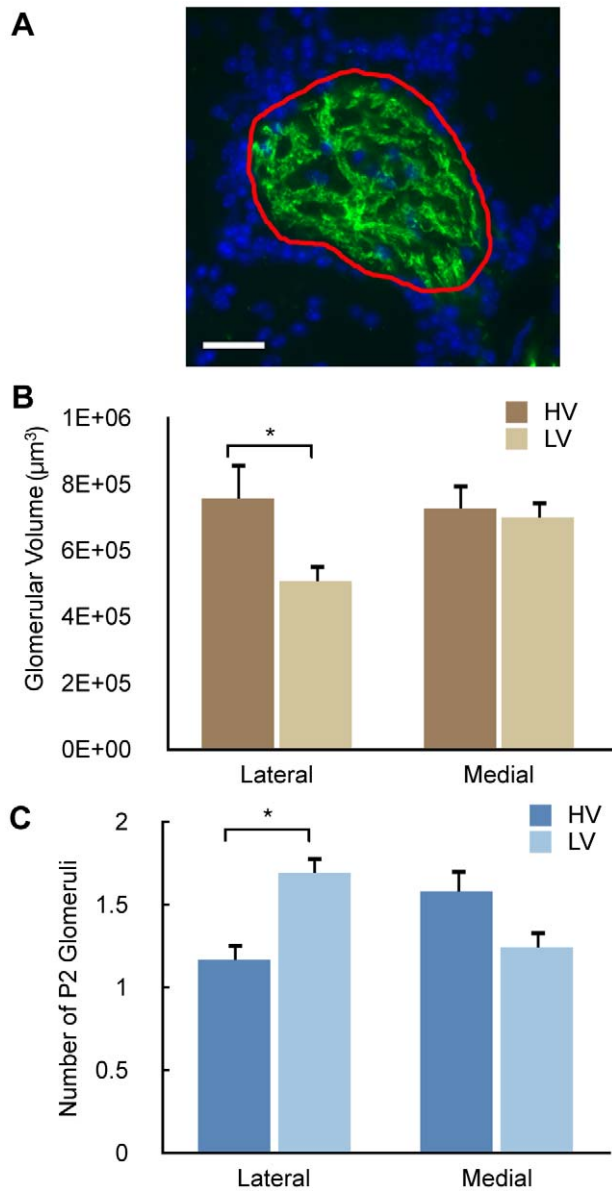 A
B
Glomerular Volume (µm³)
1E+06
8E+05
6E+05
4E+05
2E+05
0E+00
*
HV
LV
Lateral Medial
C
Number of P2 Glomeruli
2
1.5
1
0.5
0
*
HV
LV
Lateral Medial